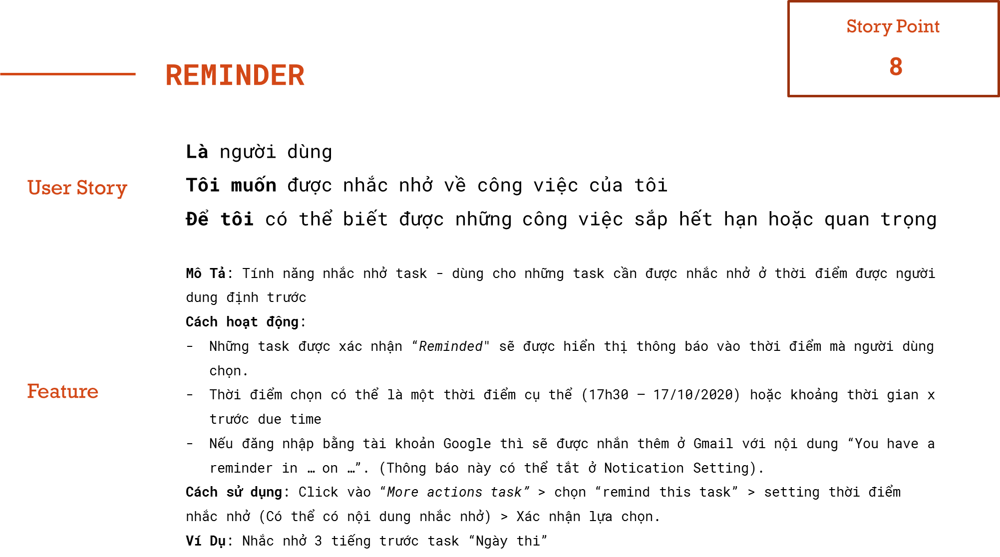 Story Point
8
REMINDER
User Story
Là người dùng
Tôi muốn được nhắc nhở về công việc của tôi
Để tôi có thể biết được những công việc sắp hết hạn hoặc quan trọng
Feature
Mô Tả: Tính năng nhắc nhở task - dùng cho những task cần được nhắc nhở ở thời điểm được người
dung định trước
Cách hoạt động:
- Những task được xác nhận “Reminded" sẽ được hiển thị thông báo vào thời điểm mà người dùng
chọn.
- Thời điểm chọn có thể là một thời điểm cụ thể (17h30 – 17/10/2020) hoặc khoảng thời gian x
trước due time
- Nếu đăng nhập bằng tài khoản Google thì sẽ được nhắn thêm ở Gmail với nội dung “You have a
reminder in … on …”. (Thông báo này có thể tắt ở Notication Setting).
Cách sử dụng: Click vào “More actions task” > chọn “remind this task” > setting thời điểm
nhắc nhở (Có thể có nội dung nhắc nhở) > Xác nhận lựa chọn.
Ví Dụ: Nhắc nhở 3 tiếng trước task “Ngày thi”